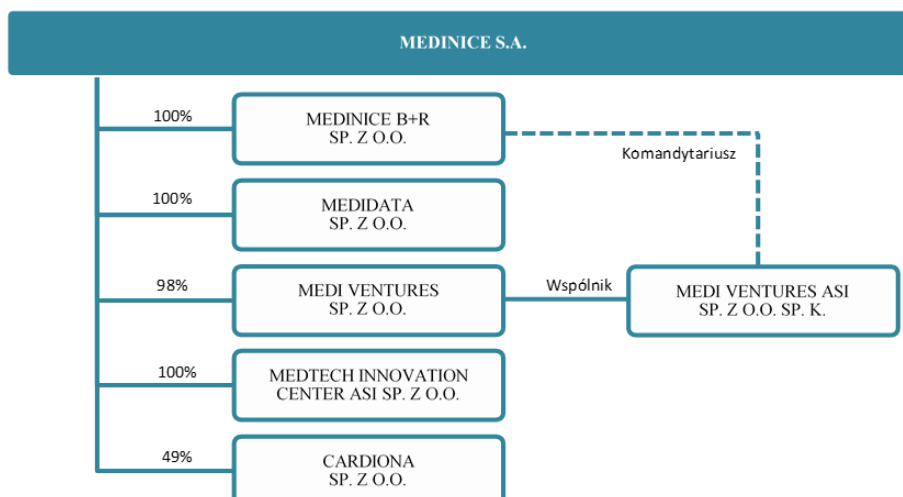 MEDINICE S.A.
100%
MEDINICE B+R
SP. Z O.O.
Komandytariusz
100%
MEDIDATA
SP. Z O.O.
98%
MEDI VENTURES
SP. Z O.O.
Wspólnik
MEDI VENTURES ASI
SP. Z O.O. SP. K.
100%
MEDTECH INNOVATION
CENTER ASI SP. Z O.O.
49%
CARDIONA
SP. Z O.O.